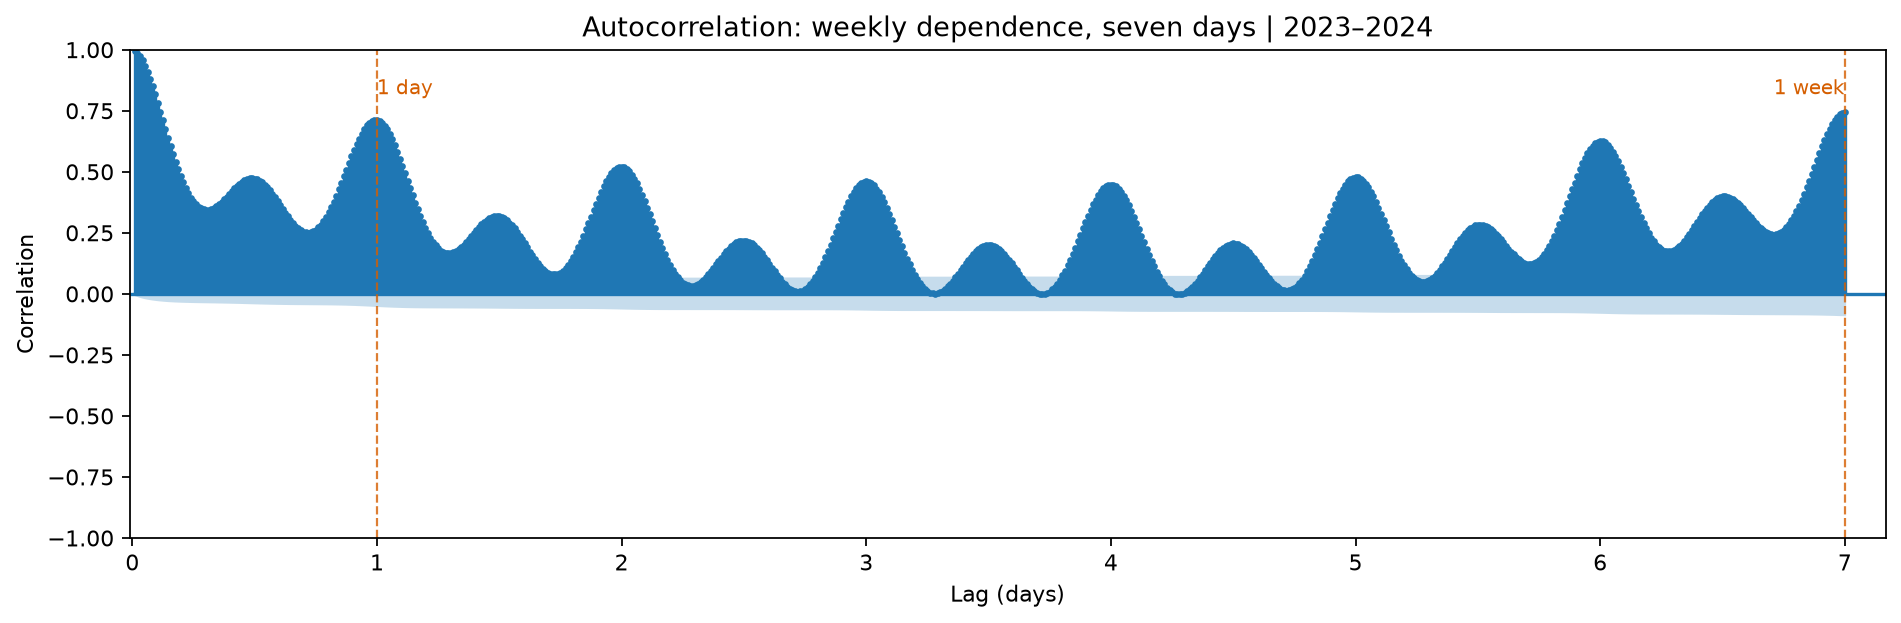 Autocorrelation: weekly dependence, seven days | 2023–2024
1.00
0.75
0.50
0.25
0.00
−0.25
−0.50
−0.75
−1.00
Correlation
1 day
1 week
0 1 2 3 4 5 6 7
Lag (days)